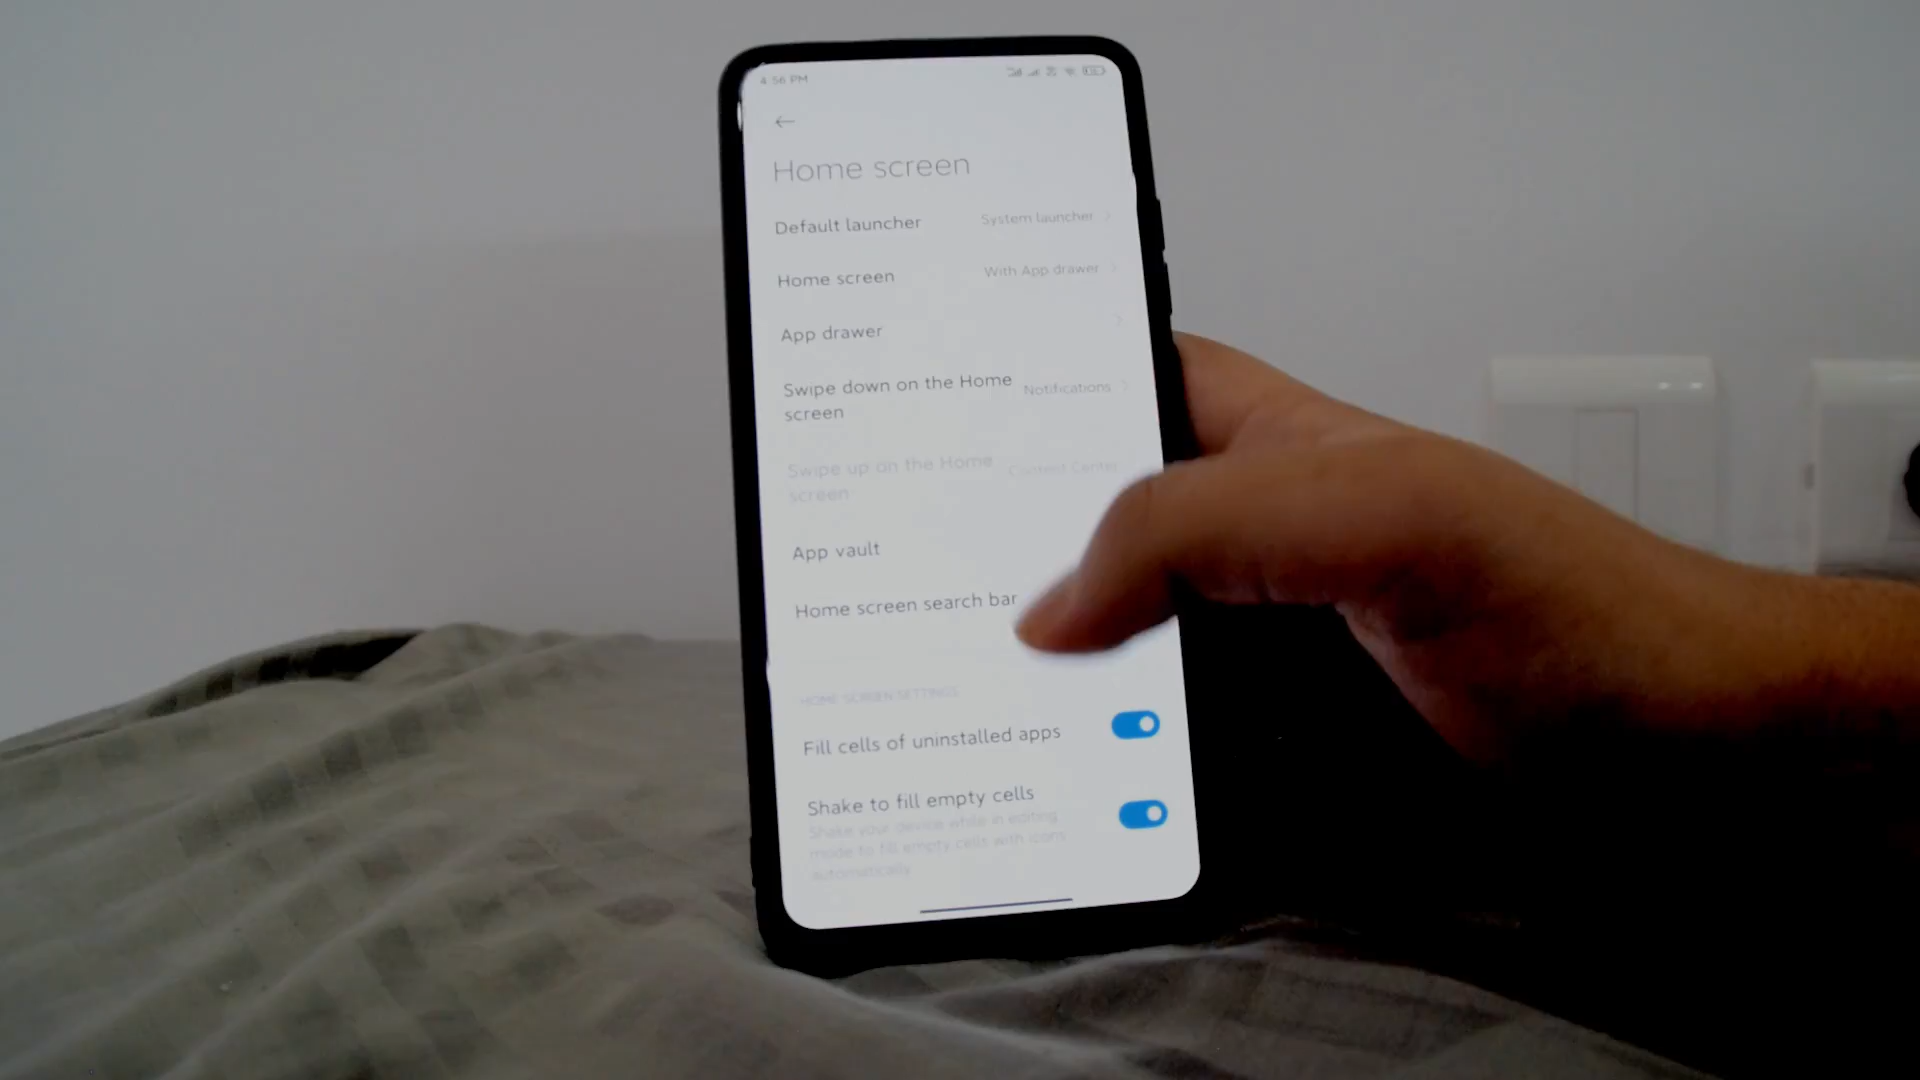 4:56 PM
Home screen
Default launcher System launcher
Home screen With App drawer
App drawer
Swipe down on the Home Notifications
screen
Swipe up on the Home Content Center
screen
App vault
Home screen search bar
HOME SCREEN SETTINGS
Fill cells of uninstalled apps
Shake to fill empty cells
Shake your device while in editing
mode to fill empty cells with icons
automatically